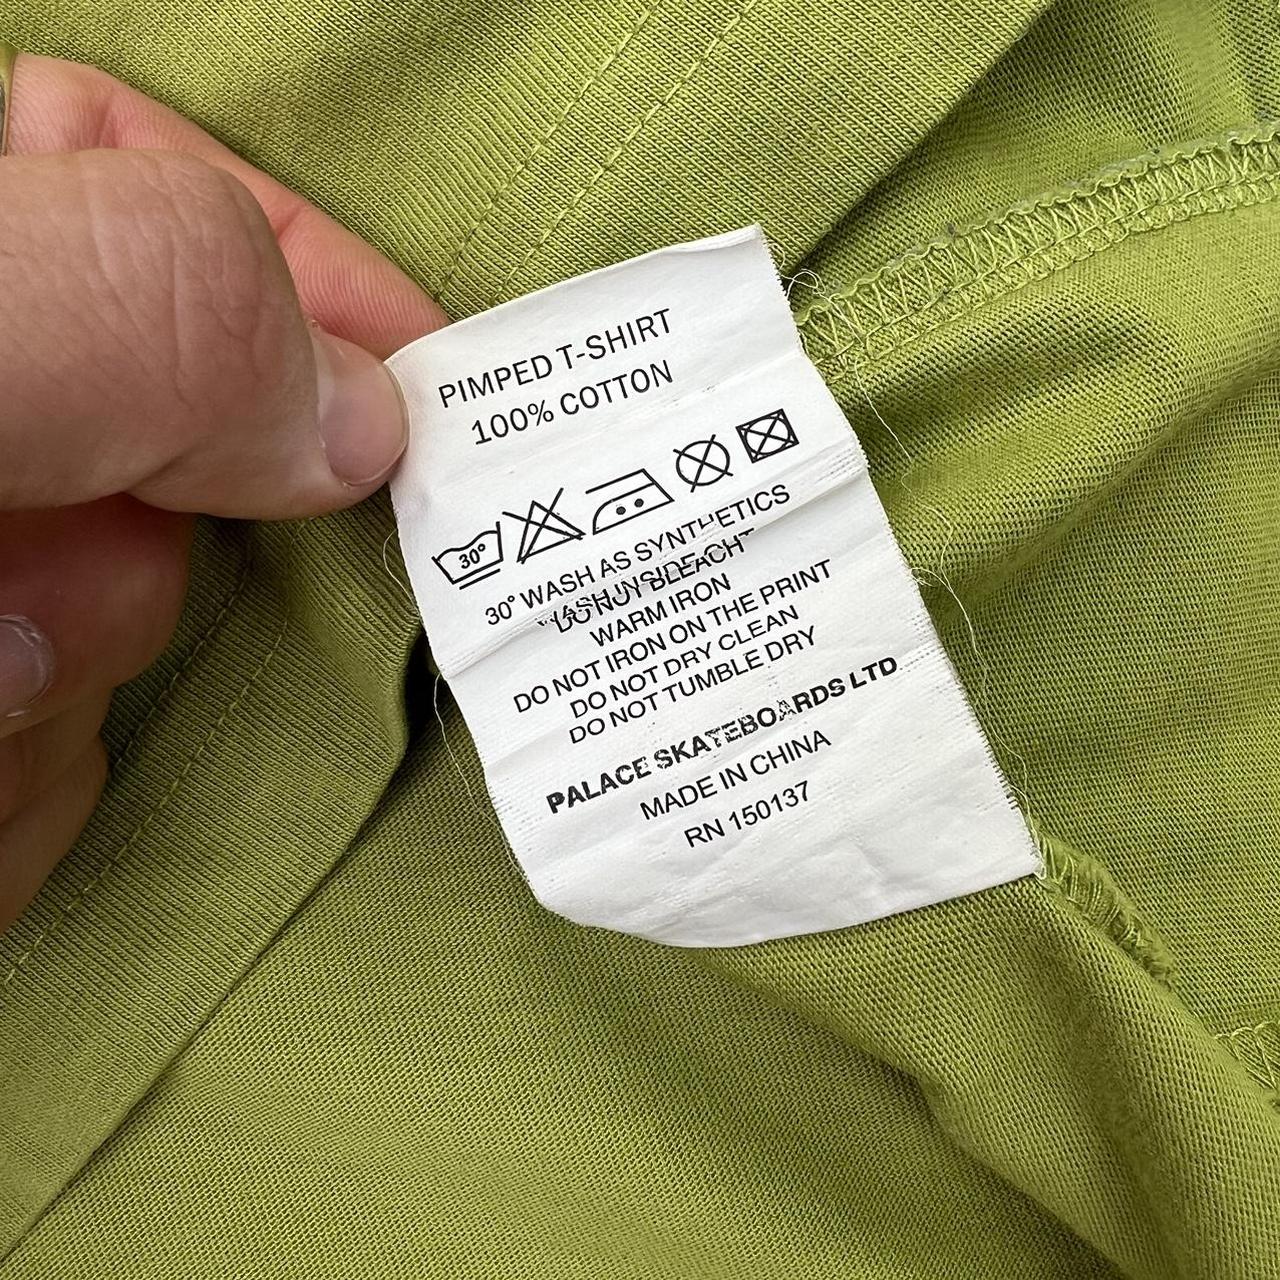 PIMPED T-SHIRT
100% COTTON
30°
30° WASH AS SYNTHETICS
WASH INSIDE OUT
DO NOT BLEACH
WARM IRON
DO NOT IRON ON THE PRINT
DO NOT DRY CLEAN
DO NOT TUMBLE DRY
PALACE SKATEBOARDS LTD
MADE IN CHINA
RN 150137